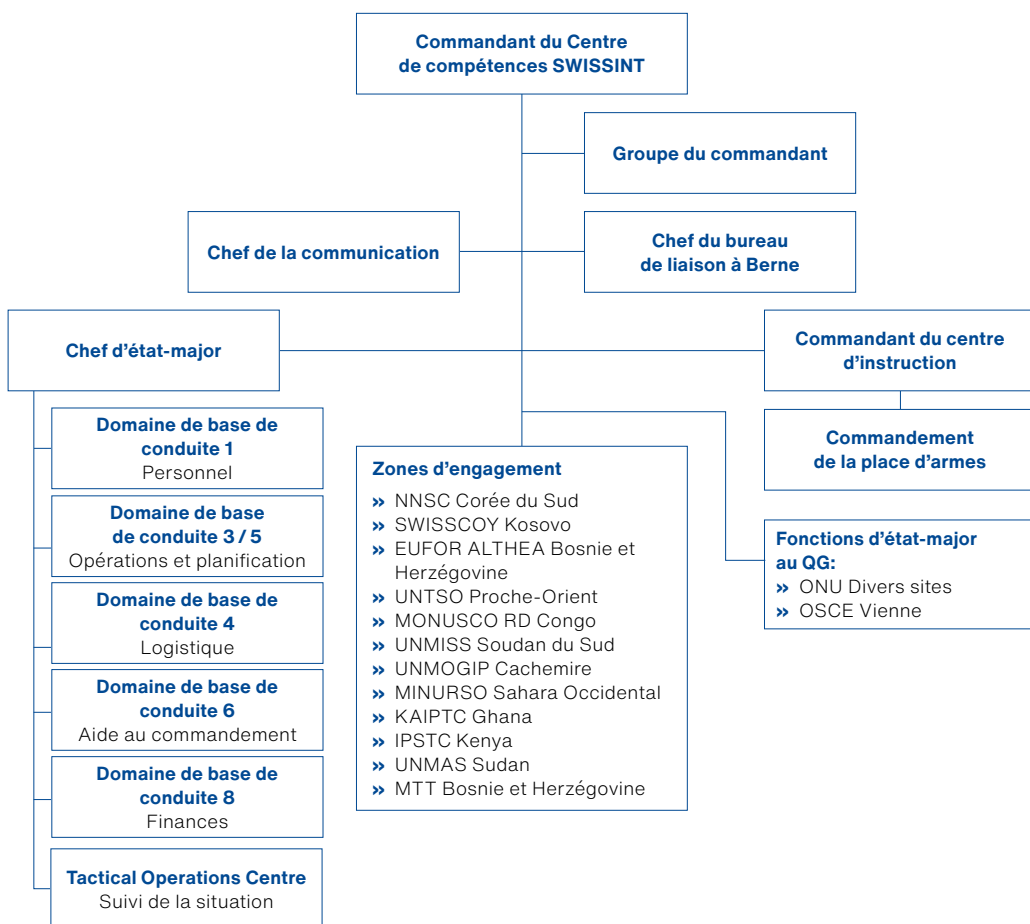 Commandant du Centre
de compétences SWISSINT
Groupe du commandant
Chef de la communication
Chef du bureau
de liaison à Berne
Chef d'état-major
Commandant du centre
d'instruction
Domaine de base de
conduite 1
Personnel
Domaine de base
de conduite 3 / 5
Opérations et planification
Domaine de base de
conduite 4
Logistique
Domaine de base de
conduite 6
Aide au commandement
Domaine de base de
conduite 8
Finances
Tactical Operations Centre
Suivi de la situation
Zones d'engagement
» NNSC Corée du Sud
» SWISSCOY Kosovo
» EUFOR ALTHEA Bosnie et
Herzégovine
» UNTSO Proche-Orient
» MONUSCO RD Congo
» UNMISS Soudan du Sud
» UNMOGIP Cachemire
» MINURSO Sahara Occidental
» KAIPTC Ghana
» IPSTC Kenya
» UNMAS Sudan
» MTT Bosnie et Herzégovine
Commandement
de la place d'armes
Fonctions d'état-major
au QG:
» ONU Divers sites
» OSCE Vienne